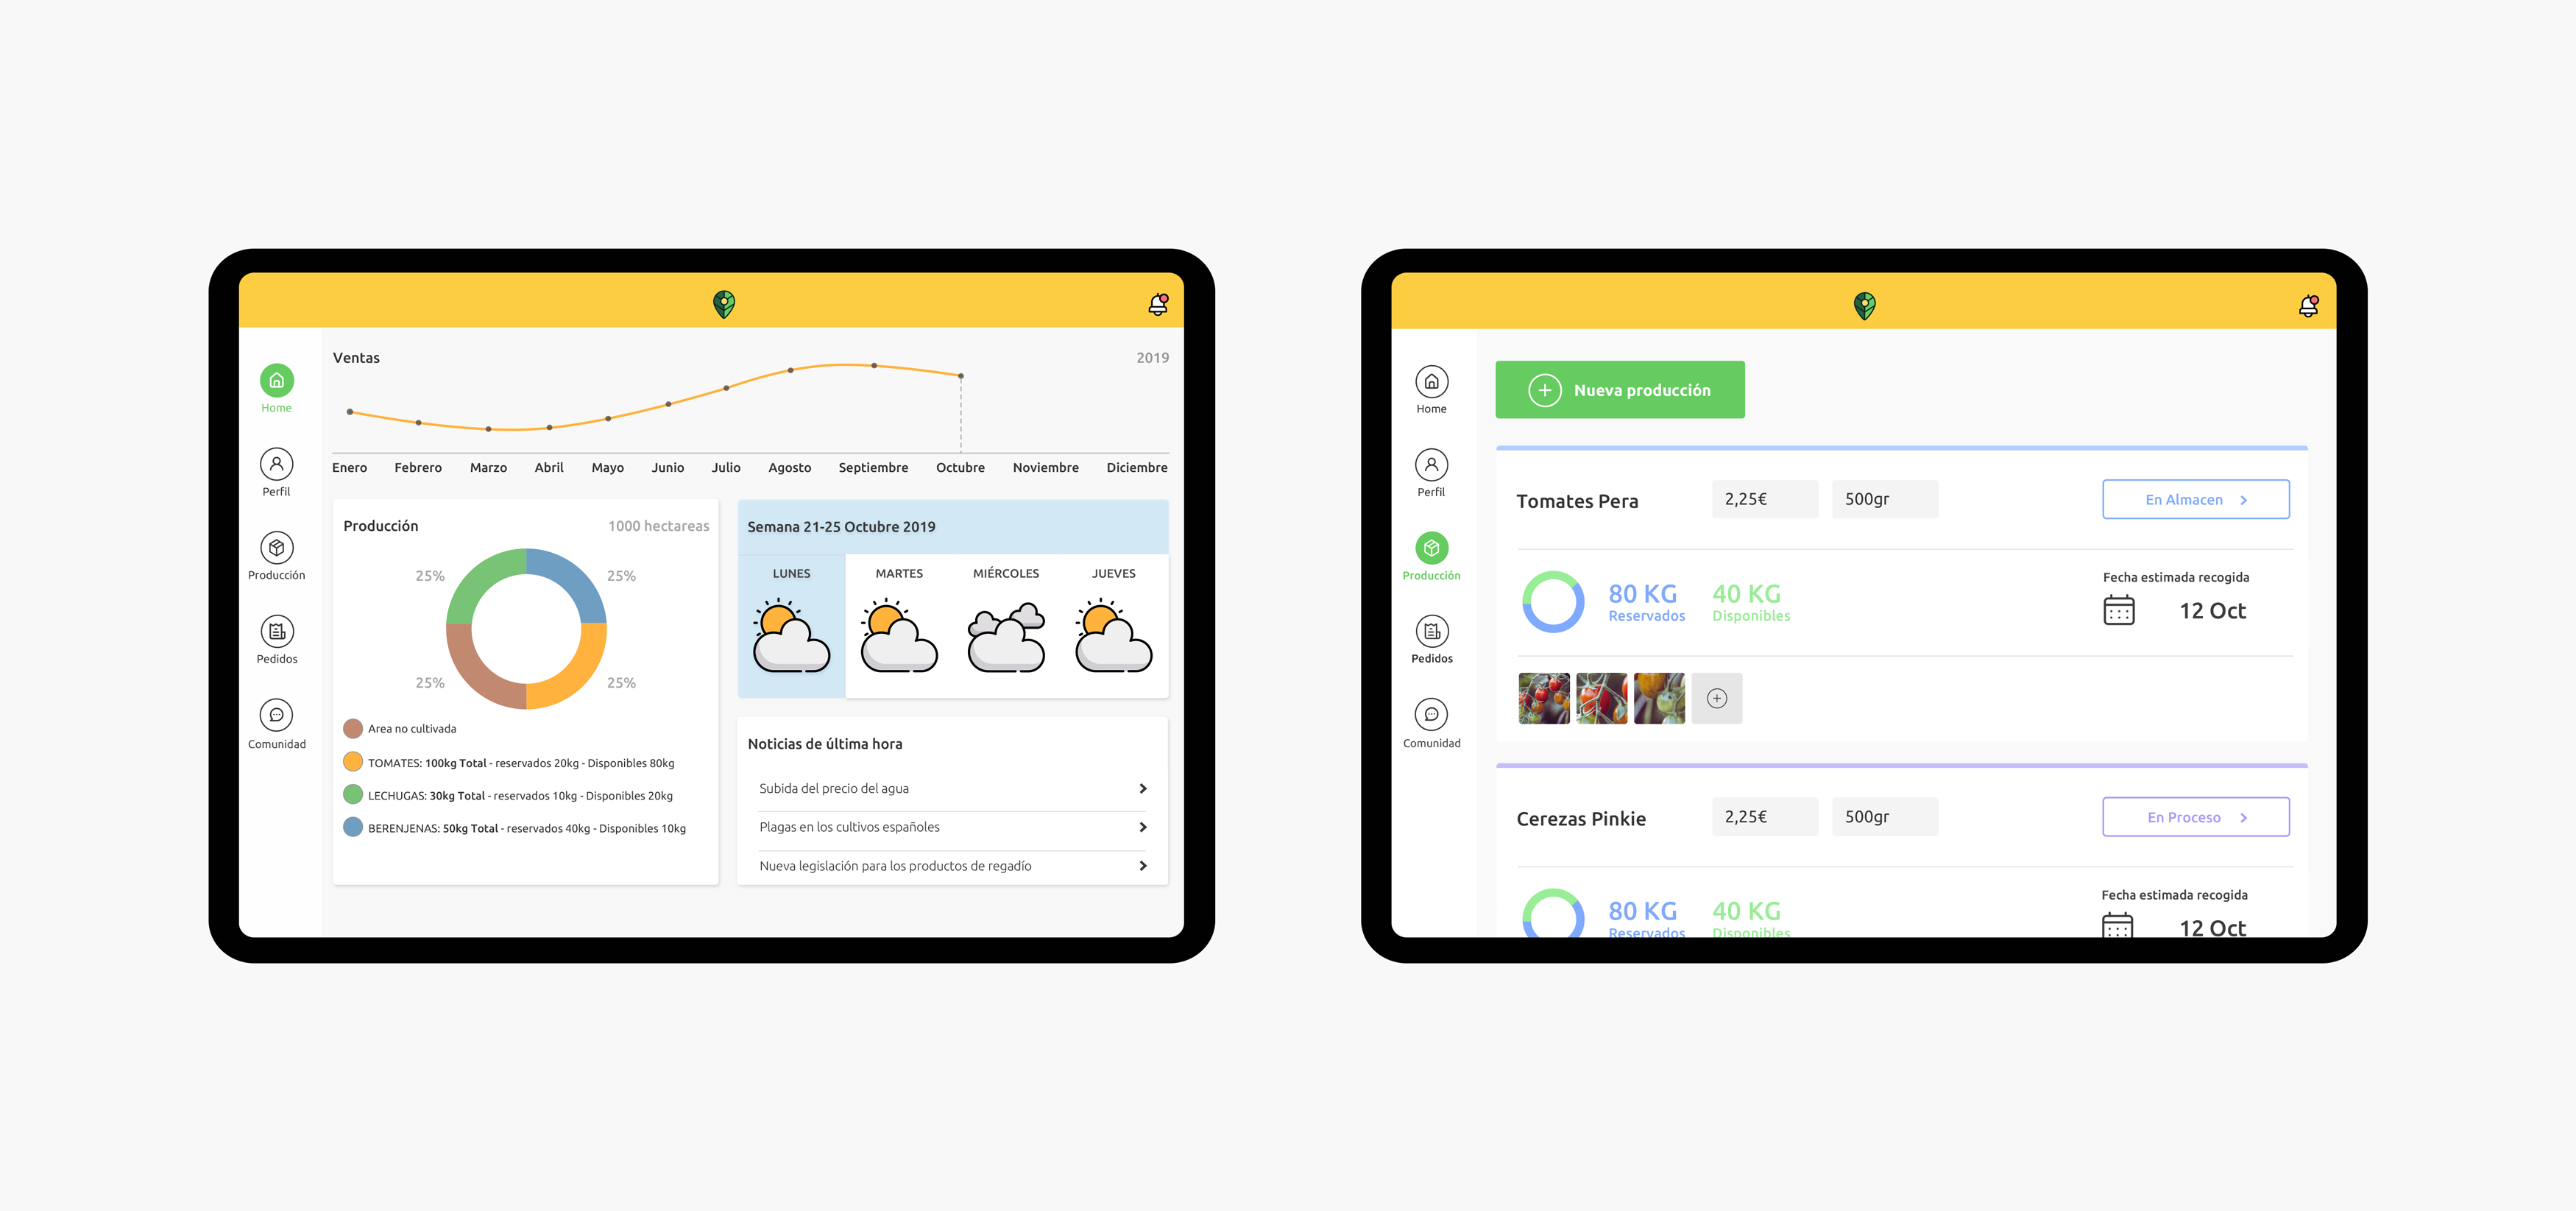 Ventas
2019
Home
Perfil
Producción
Pedidos
Comunidad
Enero Febrero Marzo Abril Mayo Junio Julio Agosto Septiembre Octubre Noviembre Diciembre
Producción
1000 hectareas
25%
25%
25%
25%
Area no cultivada
TOMATES: 100kg Total - reservados 20kg - Disponibles 80kg
LECHUGAS: 30kg Total - reservados 10kg - Disponibles 20kg
BERENJENAS: 50kg Total - reservados 40kg - Disponibles 10kg
Semana 21-25 Octubre 2019
LUNES MARTES MIÉRCOLES JUEVES
Noticias de última hora
Subida del precio del agua
Plagas en los cultivos españoles
Nueva legislación para los productos de regadío
Home
Perfil
Producción
Pedidos
Comunidad
Nueva producción
Tomates Pera
2,25€
500gr
En Almacen
80 KG
Reservados
40 KG
Disponibles
Fecha estimada recogida
12 Oct
Cerezas Pinkie
2,25€
500gr
En Proceso
80 KG
Reservados
40 KG
Disponibles
Fecha estimada recogida
12 Oct